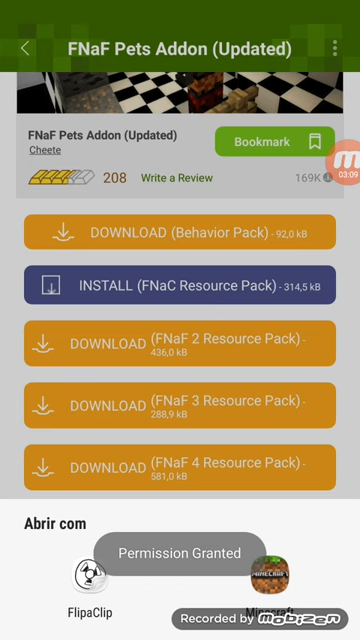 FNaF Pets Addon (Updated)
FNaF Pets Addon (Updated)
Cheete
Bookmark
03:09
208
Write a Review
169K
DOWNLOAD (Behavior Pack) - 92,0 kB
INSTALL (FNaC Resource Pack) - 314,5 kB
DOWNLOAD (FNaF 2 Resource Pack) -
436,0 kB
DOWNLOAD (FNaF 3 Resource Pack) -
288,9 kB
DOWNLOAD (FNaF 4 Resource Pack) -
581,0 kB
Abrir com
Permission Granted
MINECRAFT
FlipaClip
Minecraft
Recorded by mobizen